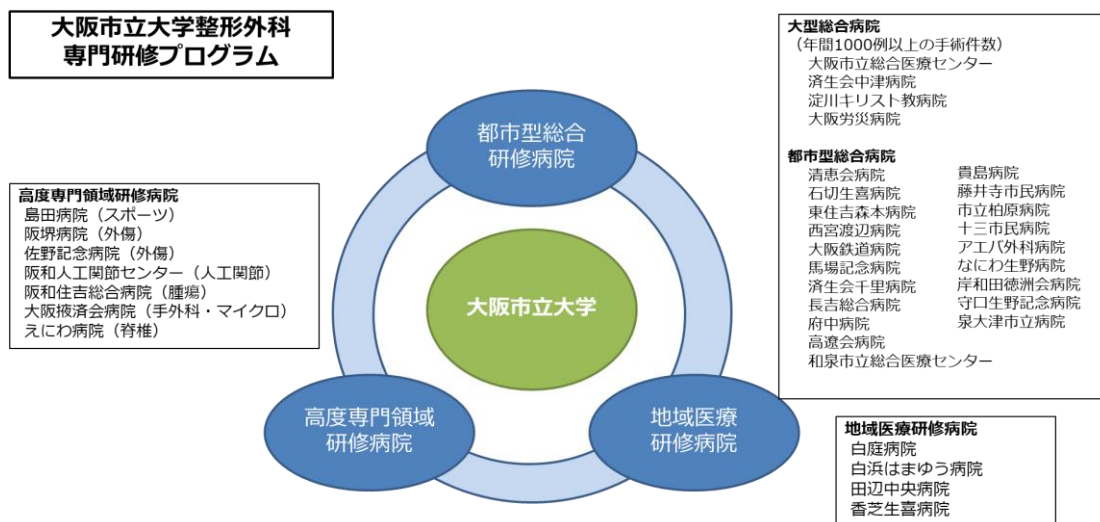 大阪市立大学整形外科
専門研修プログラム
大型総合病院
（年間1000例以上の手術件数）
大阪市立総合医療センター
済生会中津病院
淀川キリスト教病院
大阪労災病院
都市型総合病院
清恵会病院
石切生喜病院
東住吉森本病院
西宮渡辺病院
大阪鉄道病院
馬場記念病院
済生会千里病院
長吉総合病院
府中病院
高遼会病院
和泉市立総合医療センター
貴島病院
藤井寺市民病院
市立柏原病院
十三市民病院
アエバ外科病院
なにわ生野病院
岸和田徳洲会病院
守口生野記念病院
泉大津市立病院
都市型総合
研修病院
高度専門領域研修病院
島田病院（スポーツ）
阪堺病院（外傷）
佐野記念病院（外傷）
阪和人工関節センター（人工関節）
阪和住吉総合病院（腫瘍）
大阪掖済会病院（手外科・マイクロ）
えにわ病院（脊椎）
大阪市立大学
高度専門領域
研修病院
地域医療
研修病院
地域医療研修病院
白庭病院
白浜はまゆう病院
田辺中央病院
香芝生喜病院